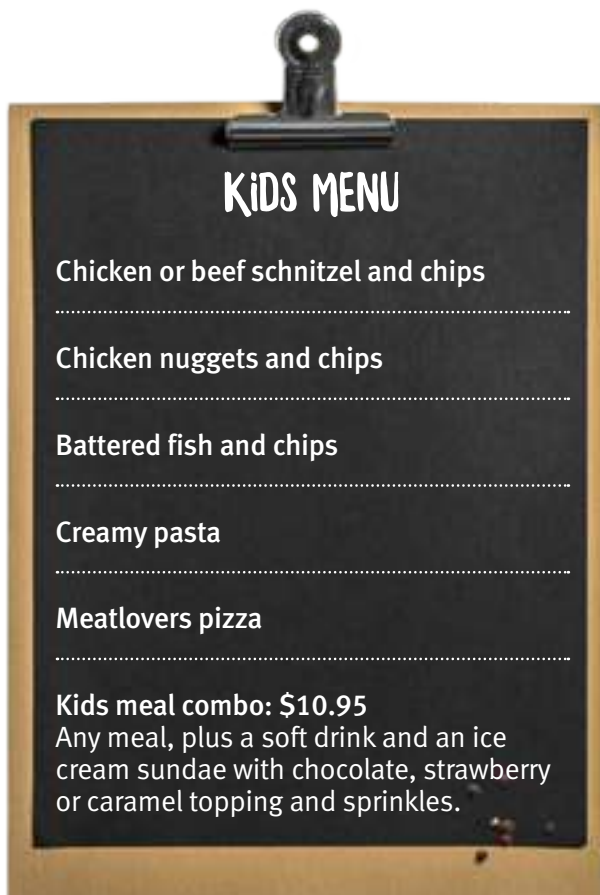 KiDS MENU
Chicken or beef schnitzel and chips
Chicken nuggets and chips
Battered fish and chips
Creamy pasta
Meatlovers pizza
Kids meal combo: $10.95
Any meal, plus a soft drink and an ice
cream sundae with chocolate, strawberry
or caramel topping and sprinkles.